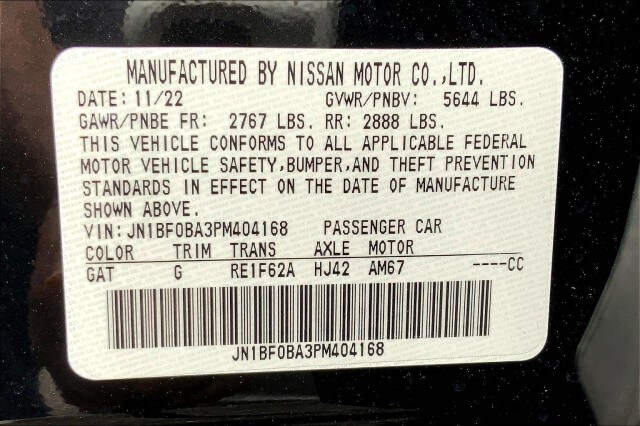 MANUFACTURED BY NISSAN MOTOR CO.,LTD.
DATE: 11/22 GVWR/PNBV: 5644 LBS.
GAWR/PNBE FR: 2767 LBS. RR: 2888 LBS.
THIS VEHICLE CONFORMS TO ALL APPLICABLE FEDERAL
MOTOR VEHICLE SAFETY,BUMPER,AND THEFT PREVENTION
STANDARDS IN EFFECT ON THE DATE OF MANUFACTURE
SHOWN ABOVE.
VIN: JN1BF0BA3PM404168 PASSENGER CAR
COLOR TRIM TRANS AXLE MOTOR
GAT G RE1F62A HJ42 AM67 ----CC
JN1BF0BA3PM404168